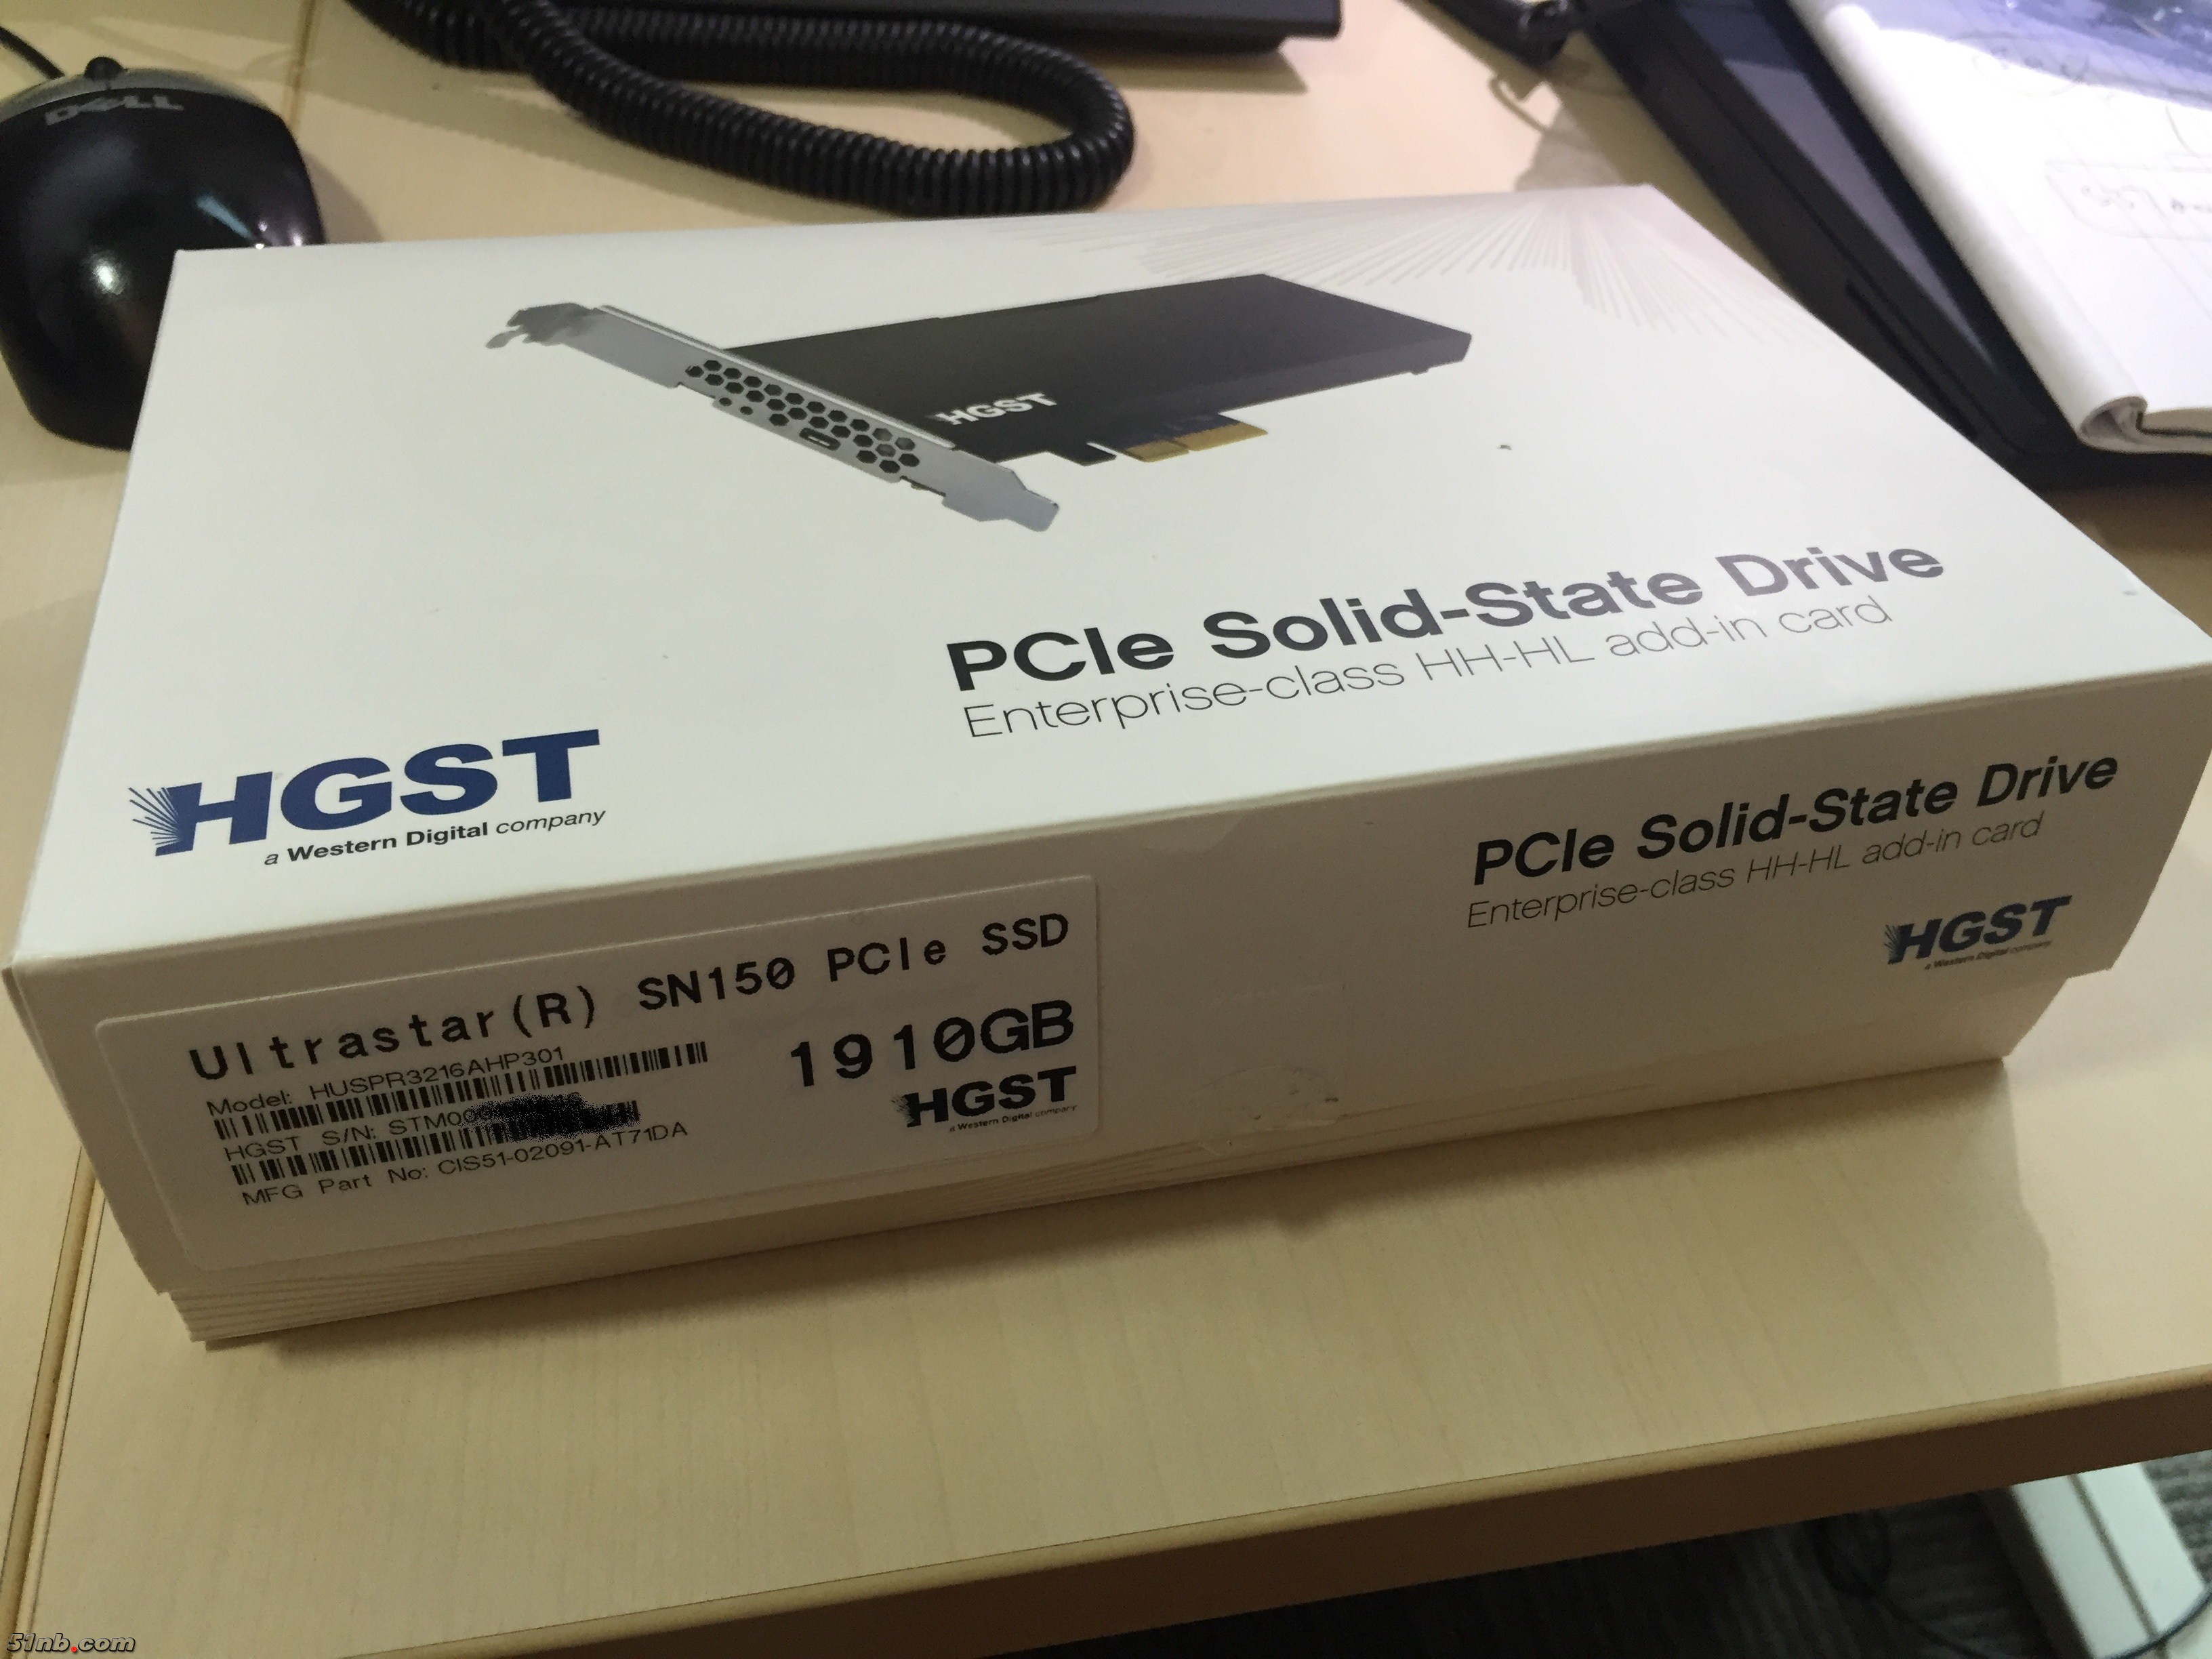 DELL
HGST
PCIe Solid-State Drive
Enterprise-class HH-HL add-in card
HGST
a Western Digital company
PCIe Solid-State Drive
Enterprise-class HH-HL add-in card
HGST
a Western Digital company
Ultrastar(R) SN150 PCIe SSD
Model: HUSPR3216AHP301
1910GB
HGST S/N: STM00
HGST
a Western Digital company
MFG Part No: CIS51-02091-AT71DA
51nb.com